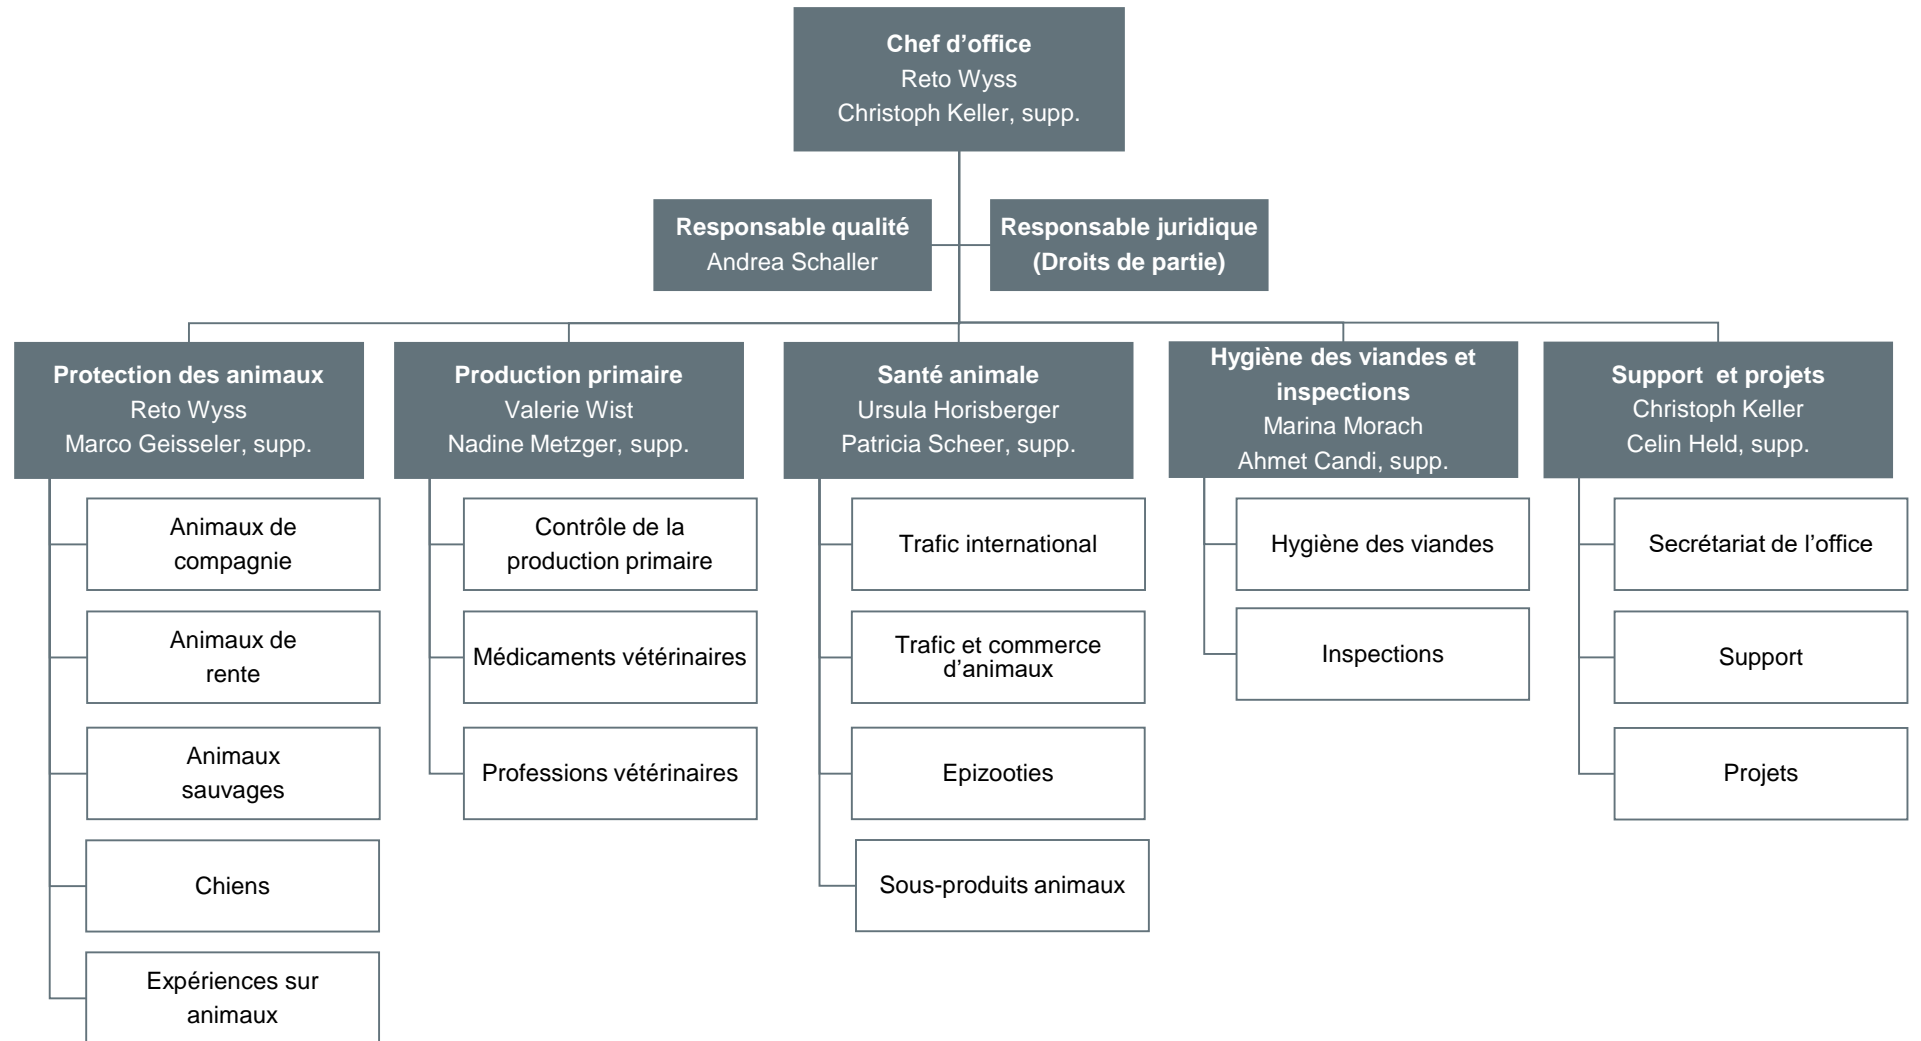 Chef d’office
Reto Wyss
Christoph Keller, supp.
Responsable qualité
Andrea Schaller
Responsable juridique
(Droits de partie)
Protection des animaux
Reto Wyss
Marco Geisseler, supp.
Production primaire
Valerie Wist
Nadine Metzger, supp.
Santé animale
Ursula Horisberger
Patricia Scheer, supp.
Hygiène des viandes et
inspections
Marina Morach
Ahmet Candi, supp.
Support  et projets
Christoph Keller
Celin Held, supp.
Animaux de
compagnie
Animaux de
rente
Animaux
sauvages
Chiens
Expériences sur
animaux
Contrôle de la
production primaire
Médicaments vétérinaires
Professions vétérinaires
Trafic international
Trafic et commerce
d’animaux
Epizooties
Sous-produits animaux
Hygiène des viandes
Inspections
Secrétariat de l’office
Support
Projets